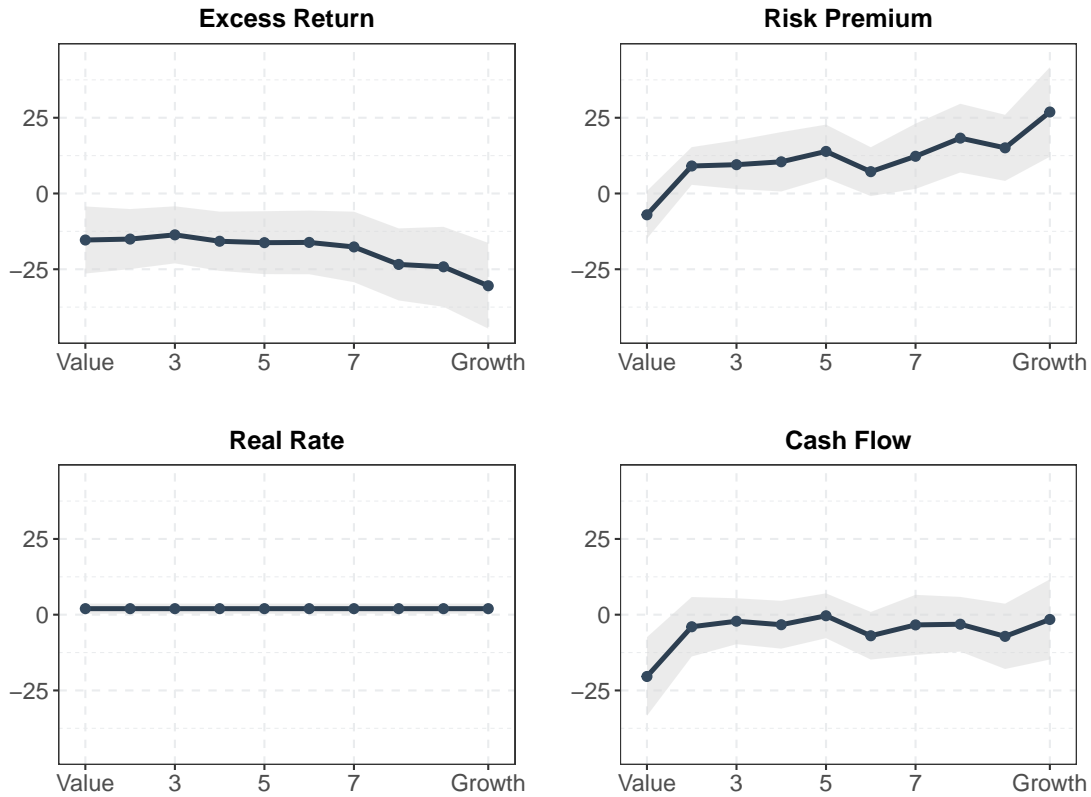 Excess Return
25
0
−25
Value 3 5 7 Growth
Risk Premium
25
0
−25
Value 3 5 7 Growth
Real Rate
25
0
−25
Value 3 5 7 Growth
Cash Flow
25
0
−25
Value 3 5 7 Growth